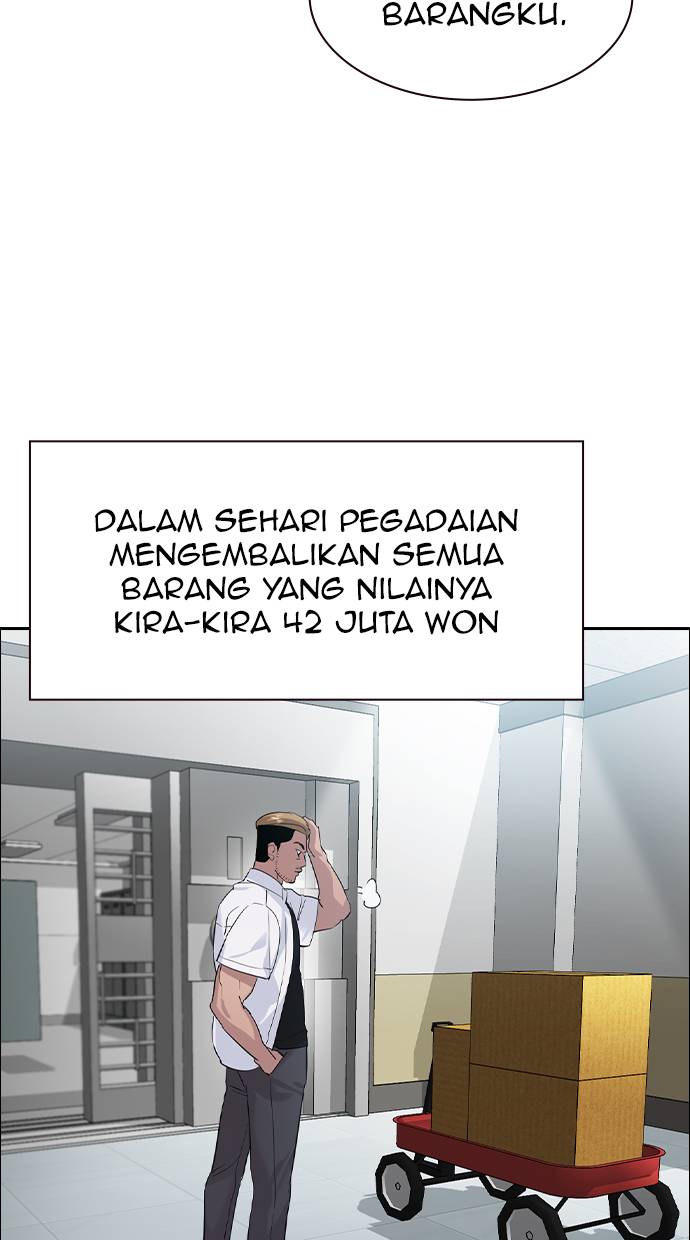 BARANGKU.
DALAM SEHARI PEGADAIAN
MENGEMBALIKAN SEMUA
BARANG YANG NILAINYA
KIRA-KIRA 42 JUTA WON